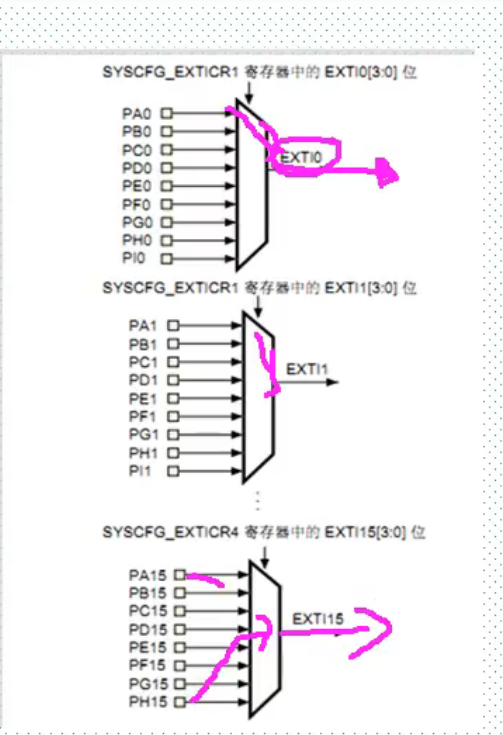 SYSCFG_EXTICR1 寄存器中的 EXTI0[3:0] 位
PA0
PB0
PC0
PD0
PE0
PF0
PG0
PH0
PI0
EXTI0
SYSCFG_EXTICR1 寄存器中的 EXTI1[3:0] 位
PA1
PB1
PC1
PD1
PE1
PF1
PG1
PH1
PI1
EXTI1
SYSCFG_EXTICR4 寄存器中的 EXTI15[3:0] 位
PA15
PB15
PC15
PD15
PE15
PF15
PG15
PH15
EXTI15